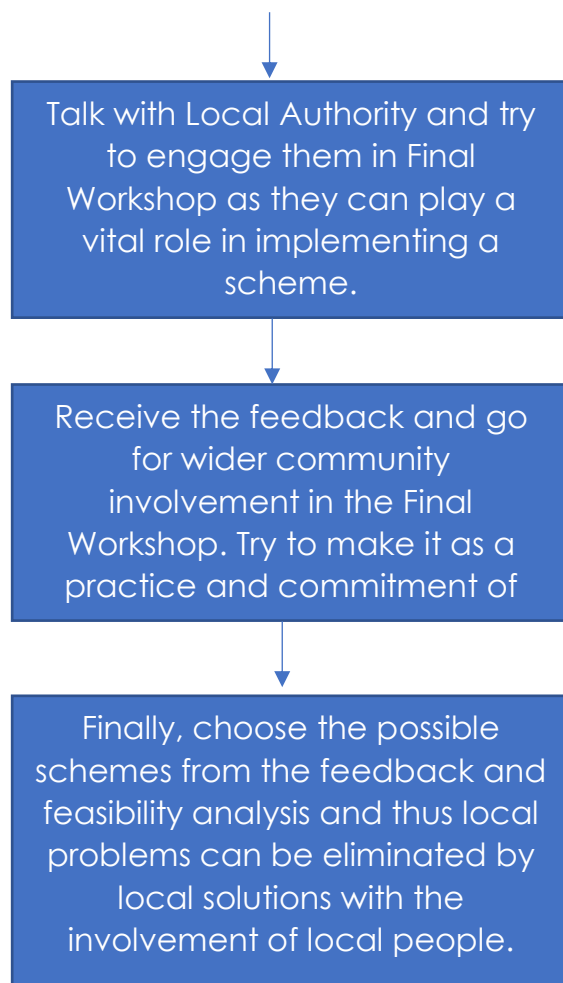 Talk with Local Authority and try
to engage them in Final
Workshop as they can play a
vital role in implementing a
scheme.
Receive the feedback and go
for wider community
involvement in the Final
Workshop. Try to make it as a
practice and commitment of
Finally, choose the possible
schemes from the feedback and
feasibility analysis and thus local
problems can be eliminated by
local solutions with the
involvement of local people.